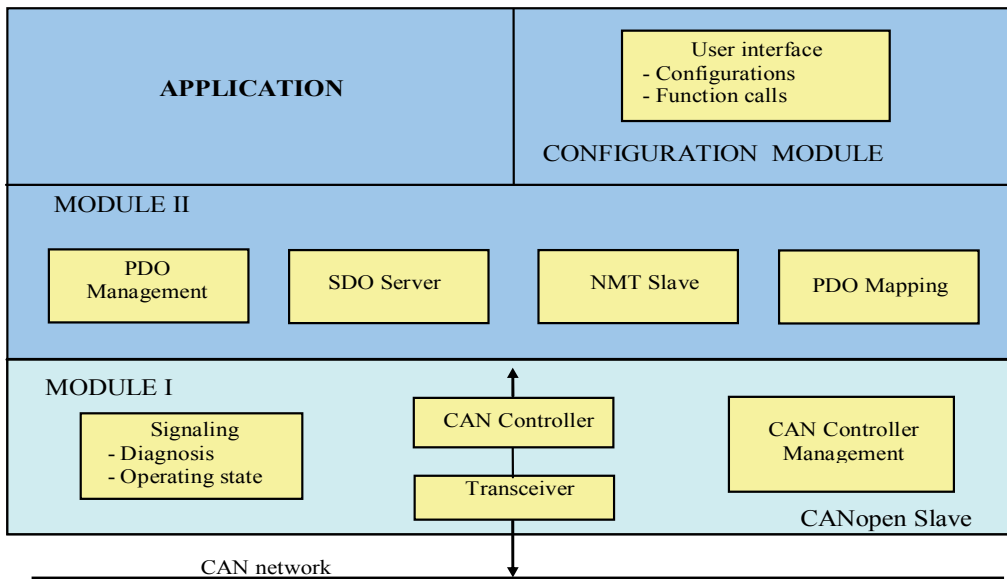 APPLICATION
User interface
- Configurations
- Function calls
CONFIGURATION MODULE
MODULE II
PDO
Management
SDO Server
NMT Slave
PDO Mapping
MODULE I
Signaling
- Diagnosis
- Operating state
CAN Controller
Transceiver
CAN Controller
Management
CANopen Slave
CAN network